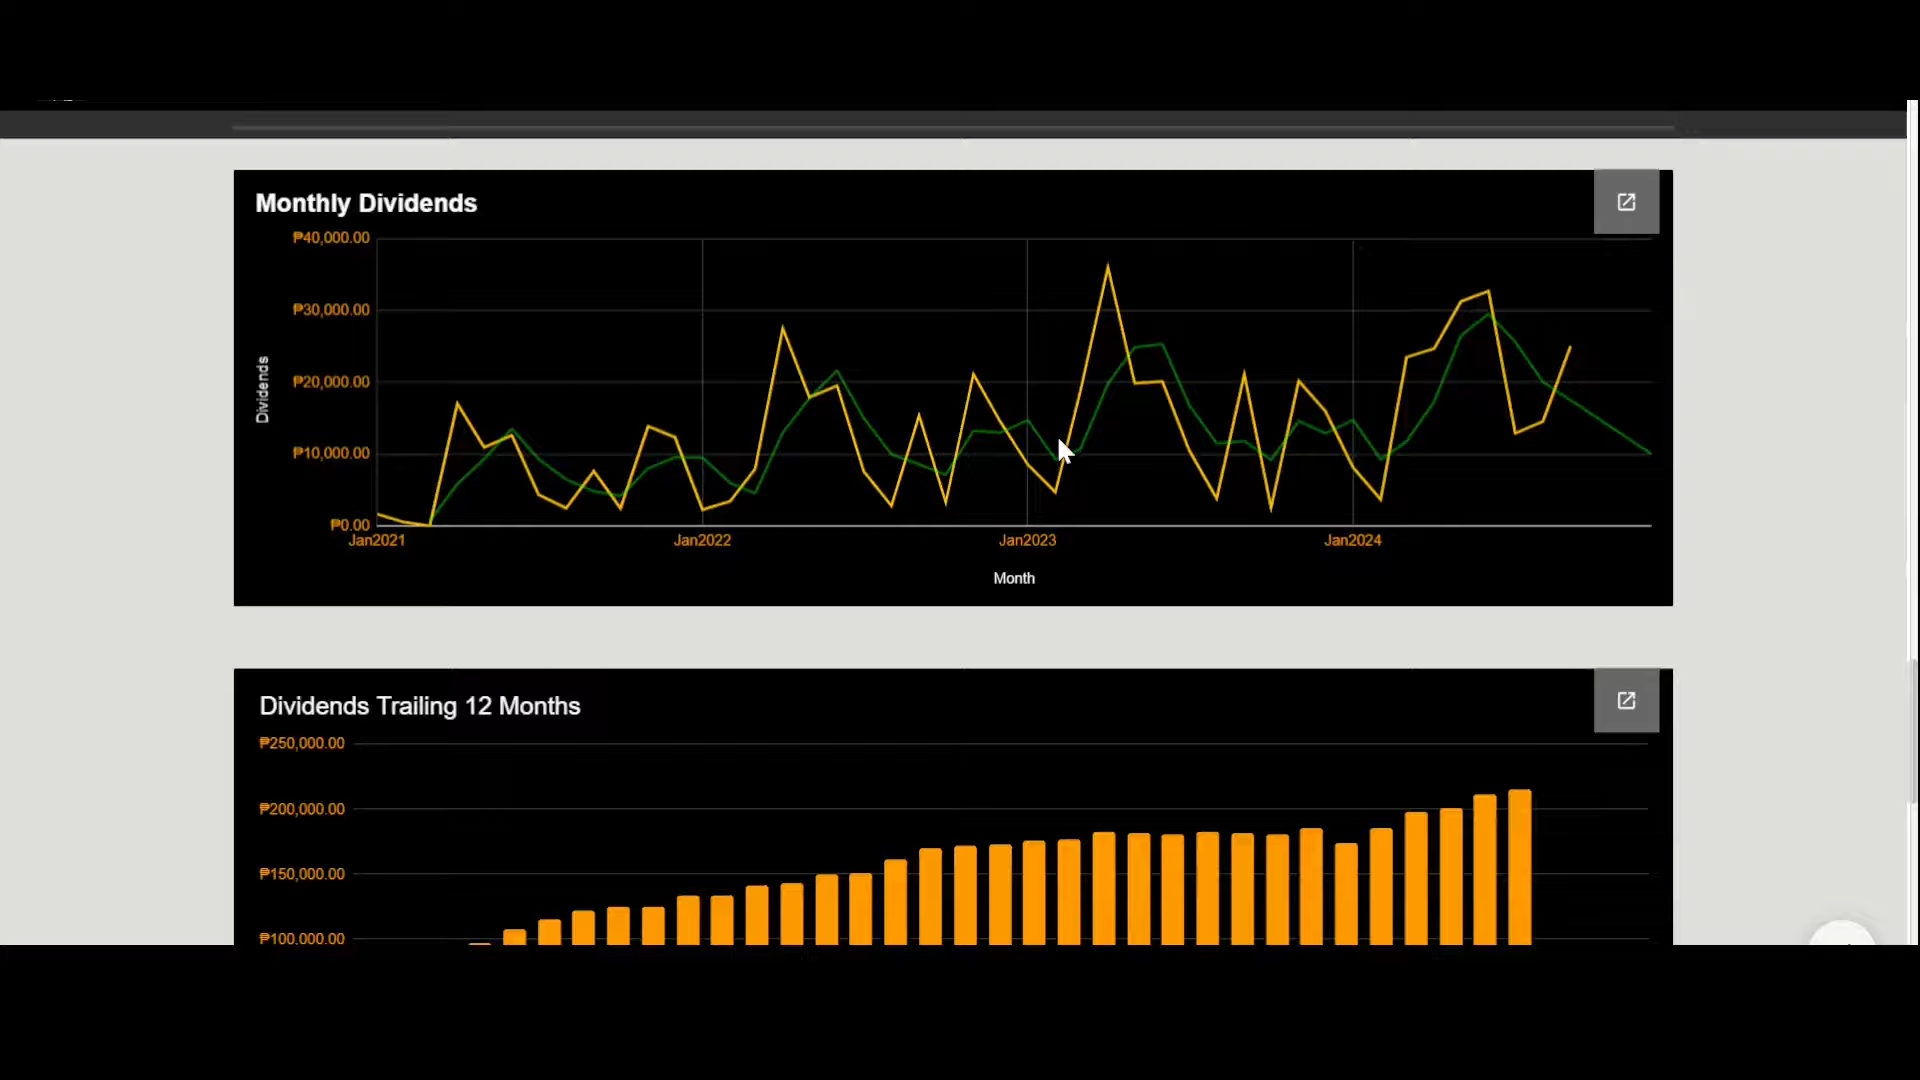 Monthly Dividends
₱40,000.00
₱30,000.00
₱20,000.00
₱10,000.00
₱0.00
Dividends
Jan2021 Jan2022 Jan2023 Jan2024
Month
Dividends Trailing 12 Months
₱250,000.00
₱200,000.00
₱150,000.00
₱100,000.00